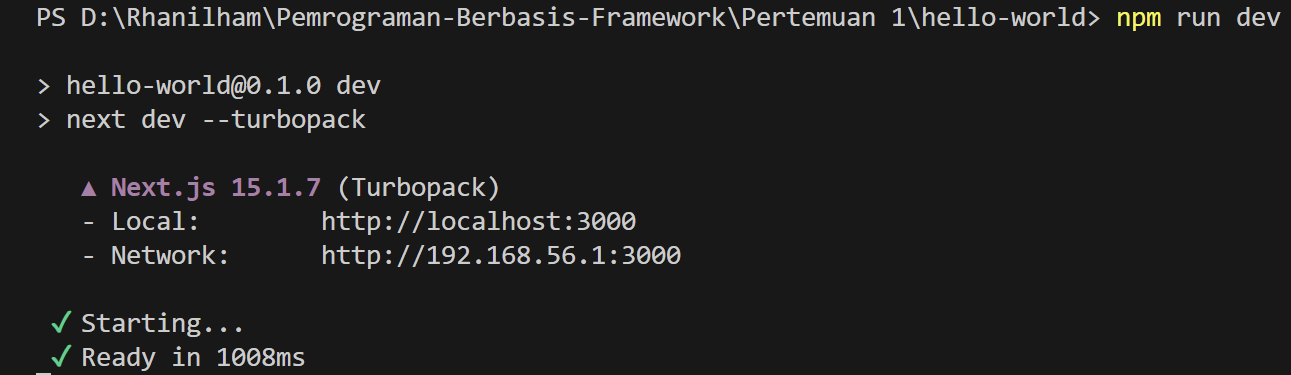 PS D:\Rhanilham\Pemrograman-Berbasis-Framework\Pertemuan 1\hello-world> npm run dev
> hello-world@0.1.0 dev
> next dev --turbopack
▲ Next.js 15.1.7 (Turbopack)
- Local: http://localhost:3000
- Network: http://192.168.56.1:3000
✓ Starting...
✓ Ready in 1008ms